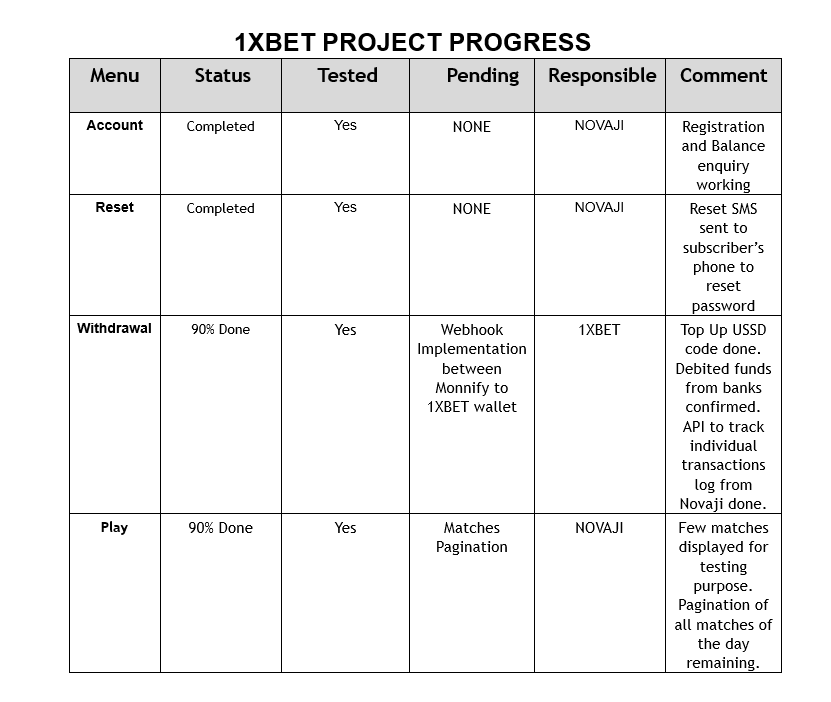 1XBET PROJECT PROGRESS
Menu Status Tested Pending Responsible Comment
Account Completed Yes NONE NOVAJI Registration
and Balance
enquiry
working
Reset Completed Yes NONE NOVAJI Reset SMS
sent to
subscriber's
phone to
reset
password
Withdrawal 90% Done Yes Webhook 1XBET Top Up USSD
Implementation code done.
between Debited funds
Monnify to from banks
1XBET wallet confirmed.
API to track
individual
transactions
log from
Novaji done.
Play 90% Done Yes Matches NOVAJI Few matches
Pagination displayed for
testing
purpose.
Pagination of
all matches of
the day
remaining.